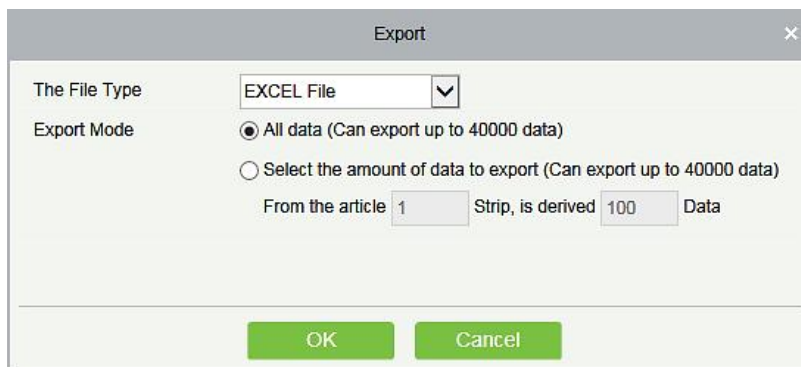 Export
The File Type EXCEL File
Export Mode All data (Can export up to 40000 data)
Select the amount of data to export (Can export up to 40000 data)
From the article 1 Strip, is derived 100 Data
OK Cancel